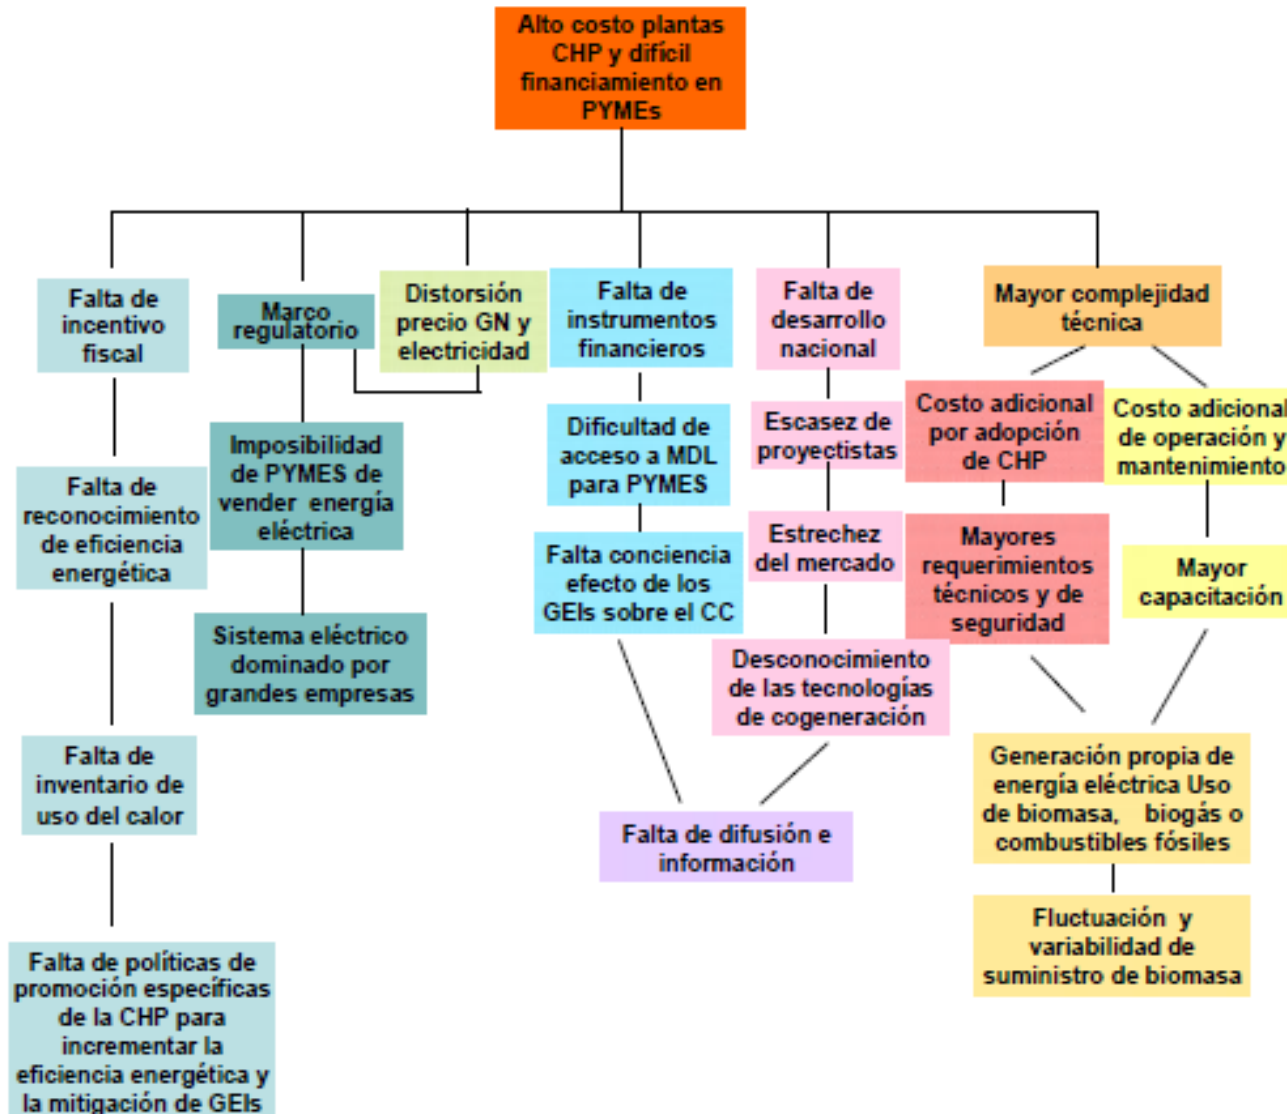 Alto costo plantas
CHP y difícil
financiamiento en
PYMEs
Falta de
incentivo
fiscal
Marco
regulatorio
Distorsión
precio GN y
electricidad
Falta de
instrumentos
financieros
Falta de
desarrollo
nacional
Mayor complejidad
técnica
Falta de
reconocimiento
de eficiencia
energética
Imposibilidad
de PYMES de
vender energía
eléctrica
Dificultad de
acceso a MDL
para PYMES
Escasez de
proyectistas
Costo adicional
por adopción
de CHP
Costo adicional
de operación y
mantenimiento
Sistema eléctrico
dominado por
grandes empresas
Falta conciencia
efecto de los
GEIs sobre el CC
Estrechez
del mercado
Mayores
requerimientos
técnicos y de
seguridad
Mayor
capacitación
Falta de
inventario de
uso del calor
Desconocimiento
de las tecnologías
de cogeneración
Generación propia de
energía eléctrica Uso
de biomasa, biogás o
combustibles fósiles
Falta de difusión e
información
Fluctuación y
variabilidad de
suministro de biomasa
Falta de políticas de
promoción específicas
de la CHP para
incrementar la
eficiencia energética y
la mitigación de GEIs